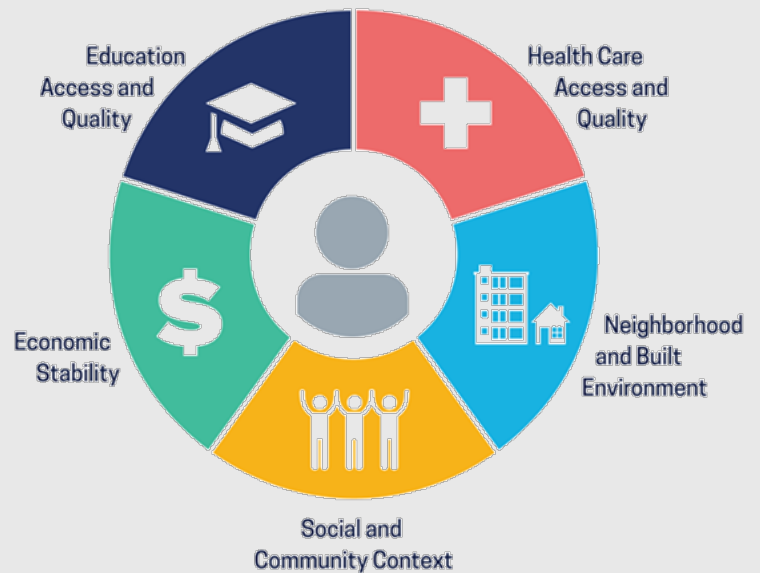 Education
Access and
Quality
Health Care
Access and
Quality
Economic
Stability
Neighborhood
and Built
Environment
Social and
Community Context